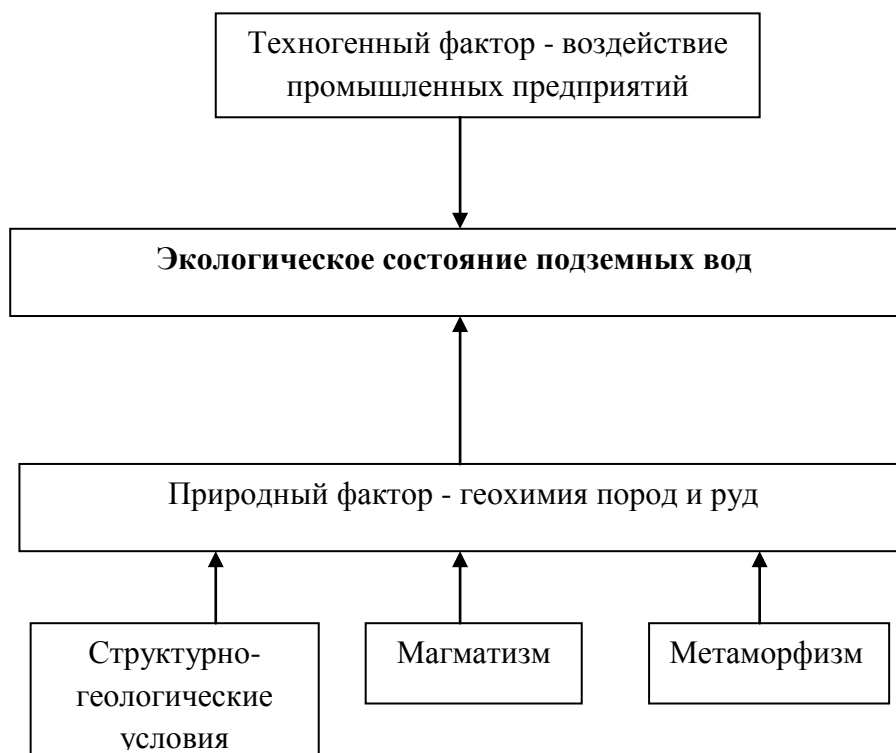 Техногенный фактор - воздействие
промышленных предприятий
Экологическое состояние подземных вод
Природный фактор - геохимия пород и руд
Структурно-
геологические
условия
Магматизм
Метаморфизм